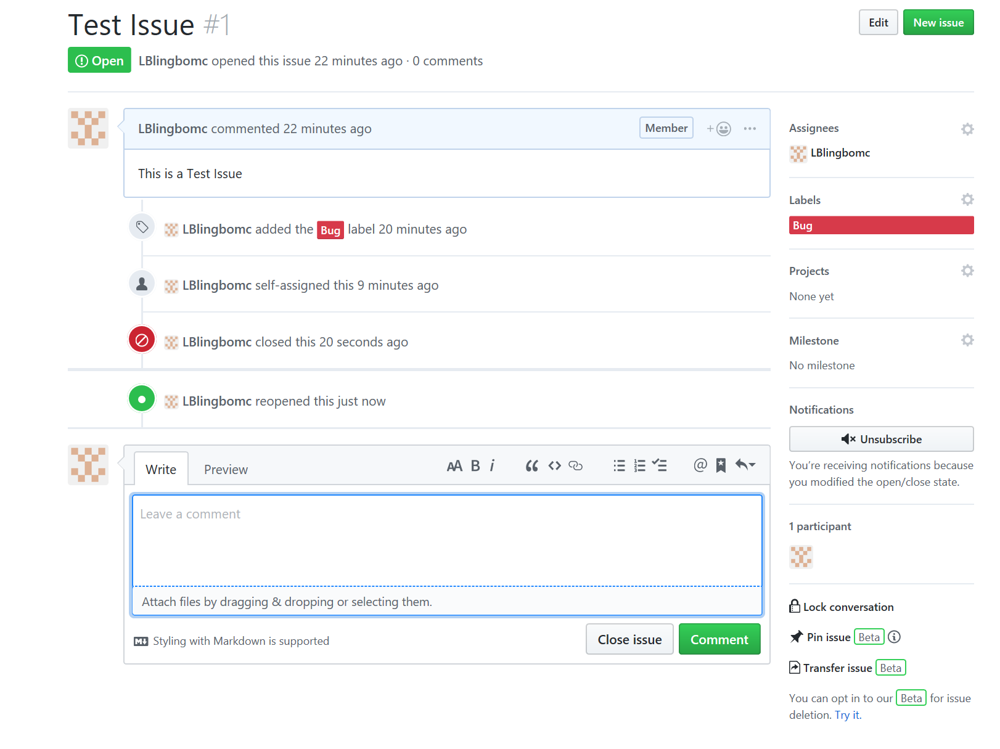 Test Issue #1
Edit
New issue
Open
LBlingbomc opened this issue 22 minutes ago · 0 comments
LBlingbomc commented 22 minutes ago
Member
This is a Test Issue
LBlingbomc added the Bug label 20 minutes ago
LBlingbomc self-assigned this 9 minutes ago
LBlingbomc closed this 20 seconds ago
LBlingbomc reopened this just now
Write
Preview
Leave a comment
Attach files by dragging & dropping or selecting them.
Styling with Markdown is supported
Close issue
Comment
Assignees
LBlingbomc
Labels
Bug
Projects
None yet
Milestone
No milestone
Notifications
Unsubscribe
You’re receiving notifications because
you modified the open/close state.
1 participant
Lock conversation
Pin issue Beta
Transfer issue Beta
You can opt in to our Beta for issue
deletion. Try it.